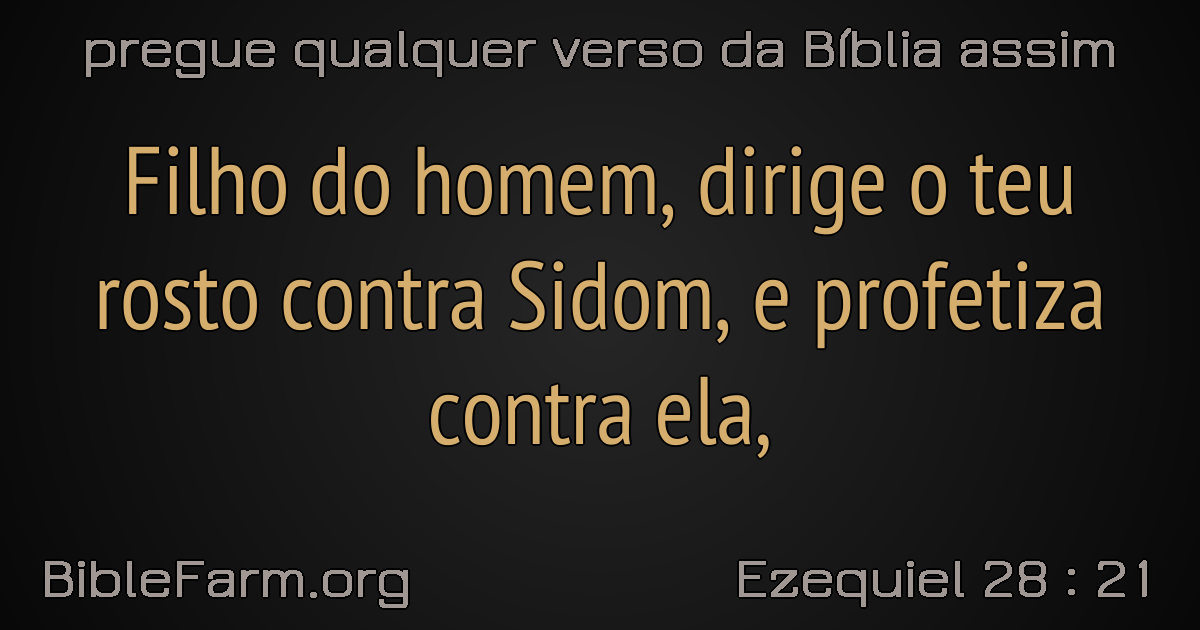 pregue qualquer verso da Bíblia assim
Filho do homem, dirige o teu
rosto contra Sidom, e profetiza
contra ela,
BibleFarm.org
Ezequiel 28 : 21